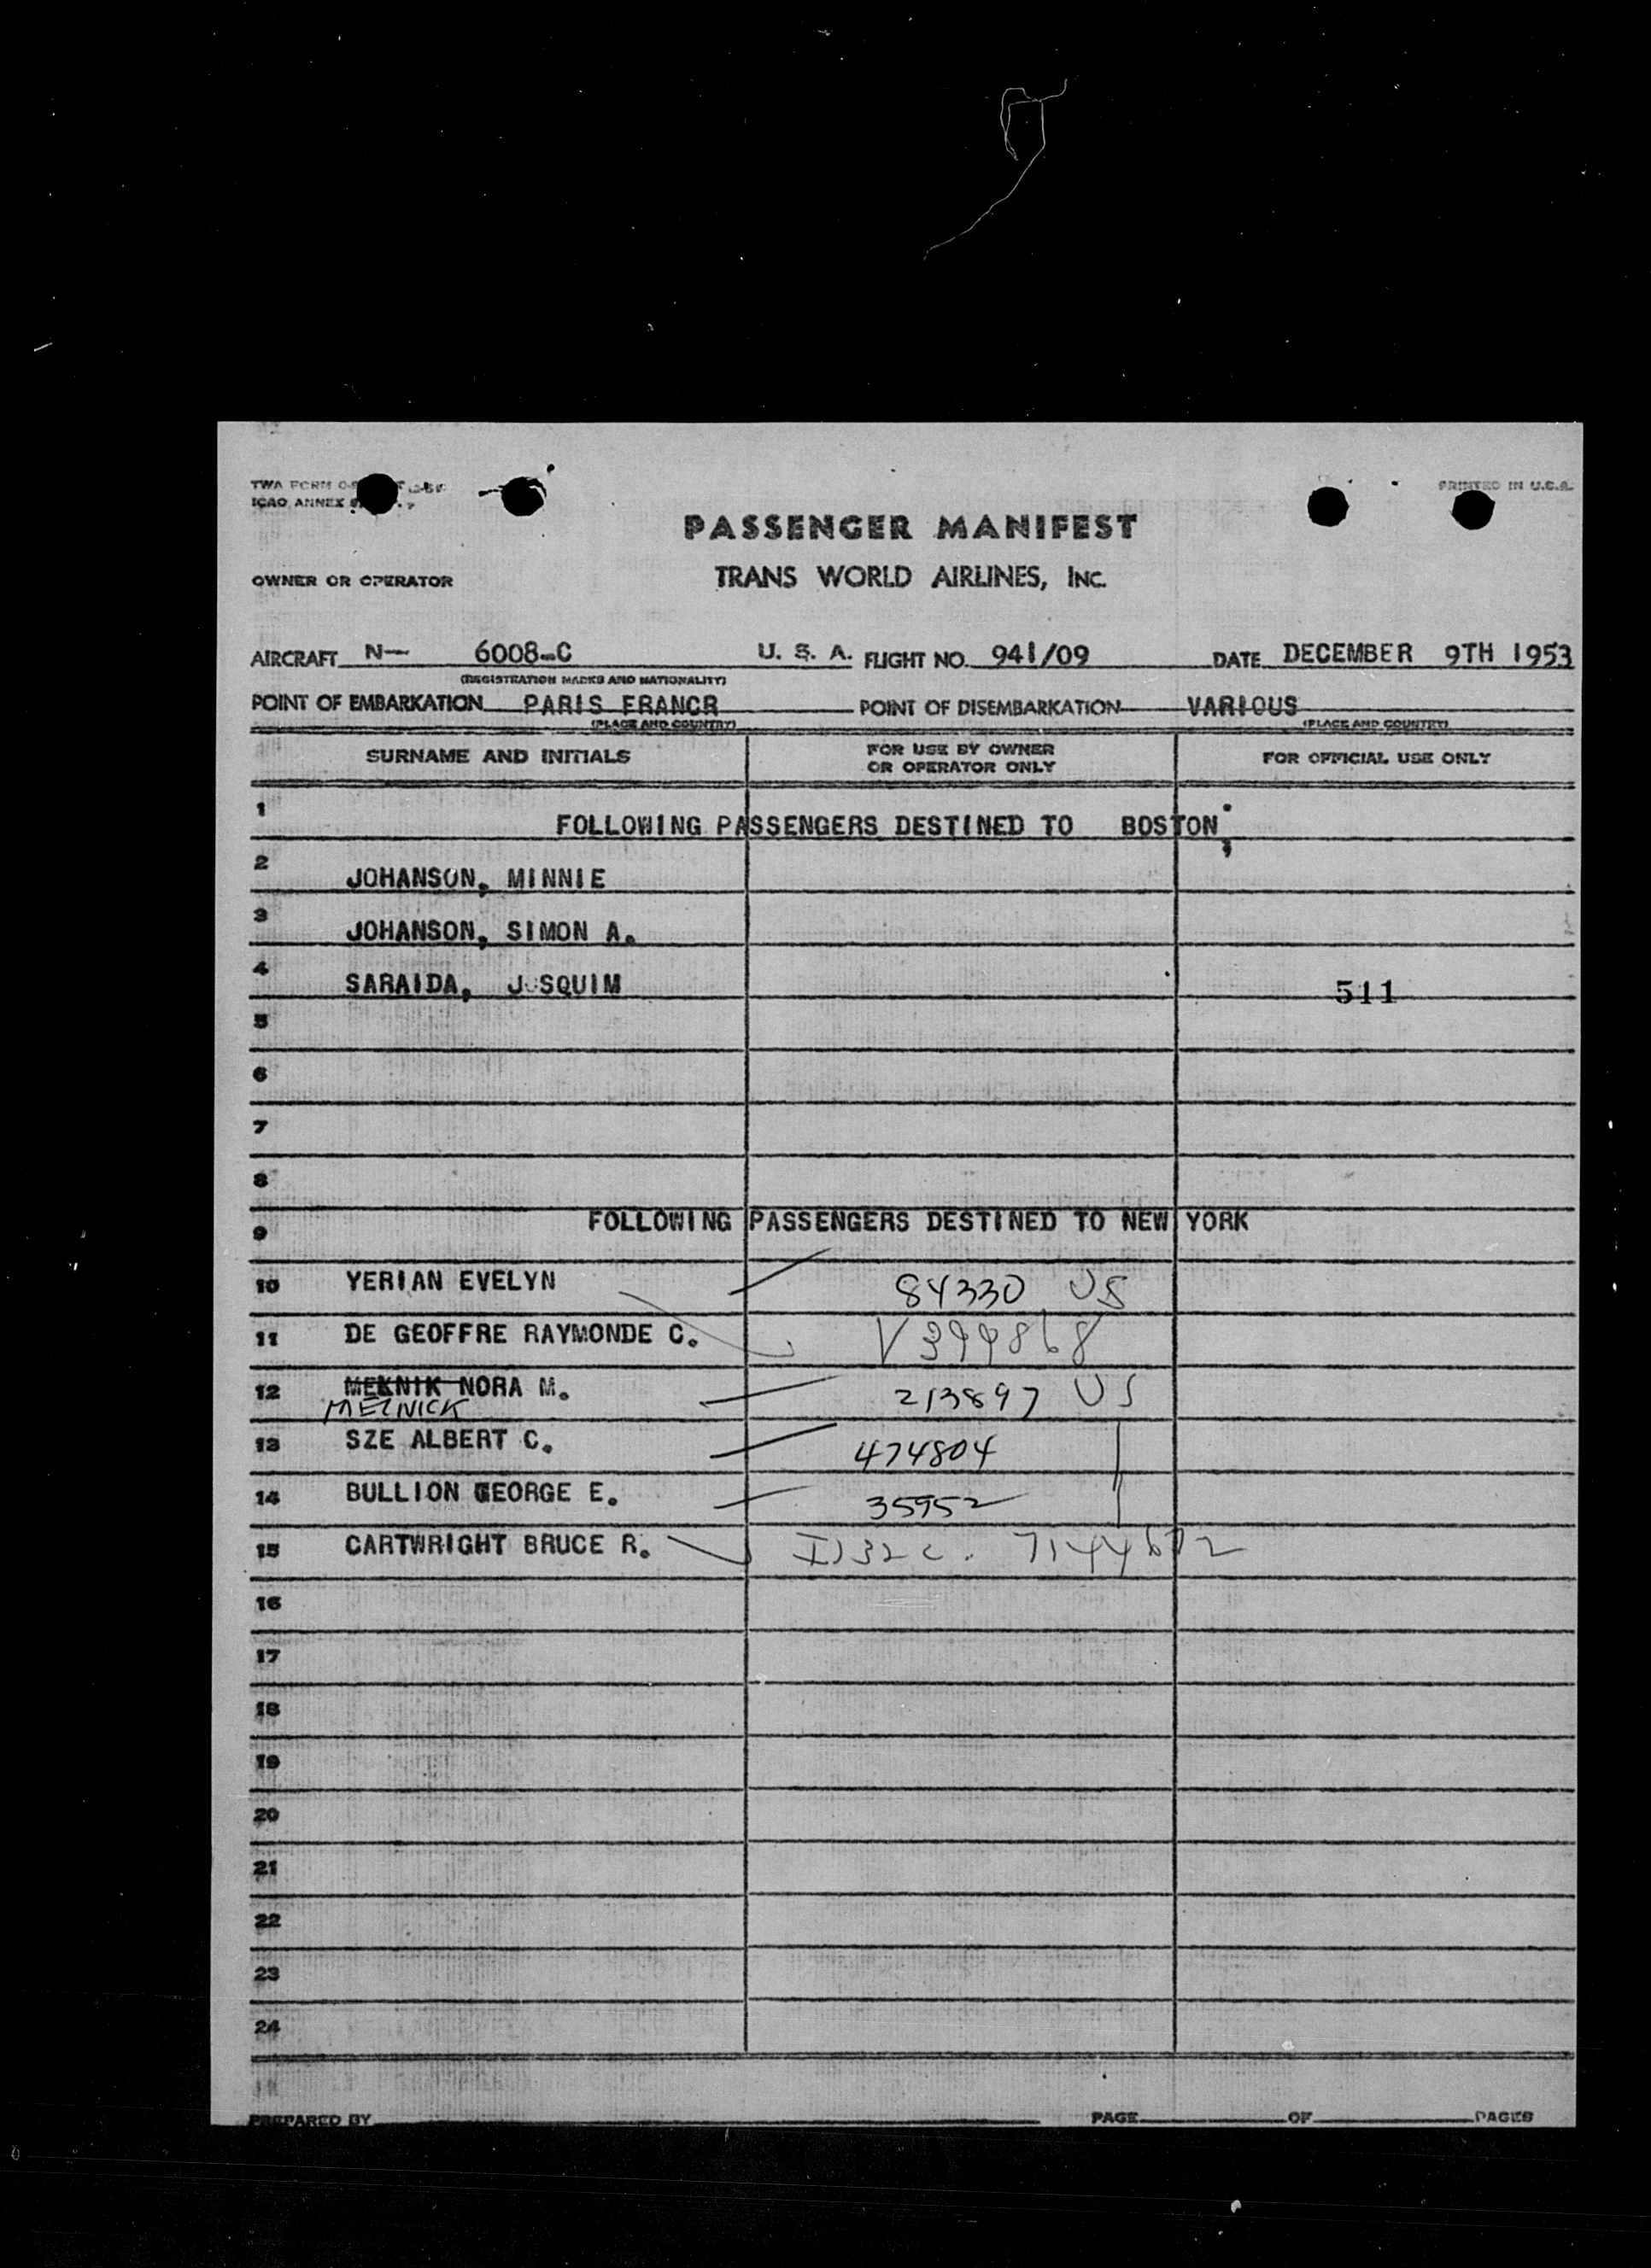 TWA FORM
PRINTED IN U.S.A.
ICAO ANNEX
PASSENGER MANIFEST
OWNER OR OPERATOR TRANS WORLD AIRLINES, INC.
AIRCRAFT N— 6008-C U. S. A. FLIGHT NO. 941/09 DATE DECEMBER 9TH 1953
(REGISTRATION MARKS AND NATIONALITY)
POINT OF EMBARKATION PARIS FRANCR POINT OF DISEMBARKATION VARIOUS
(PLACE AND COUNTRY) (PLACE AND COUNTRY)
SURNAME AND INITIALS FOR USE BY OWNER OR OPERATOR ONLY FOR OFFICIAL USE ONLY
1 FOLLOWING PASSENGERS DESTINED TO BOSTON
2 JOHANSON, MINNIE
3 JOHANSON, SIMON A.
4 SARAIDA, JOSQUIM 511
5
6
7
8
9 FOLLOWING PASSENGERS DESTINED TO NEW YORK
10 YERIAN EVELYN 84330 US
11 DE GEOFFRE RAYMONDE C. V399868
12 MEKNIK NORA M. 213897 US
MELNICK
13 SZE ALBERT C. 474804
14 BULLION GEORGE E. 35952
15 CARTWRIGHT BRUCE R.
16
17
18
19
20
21
22
23
24
PREPARED BY PAGE OF PAGES